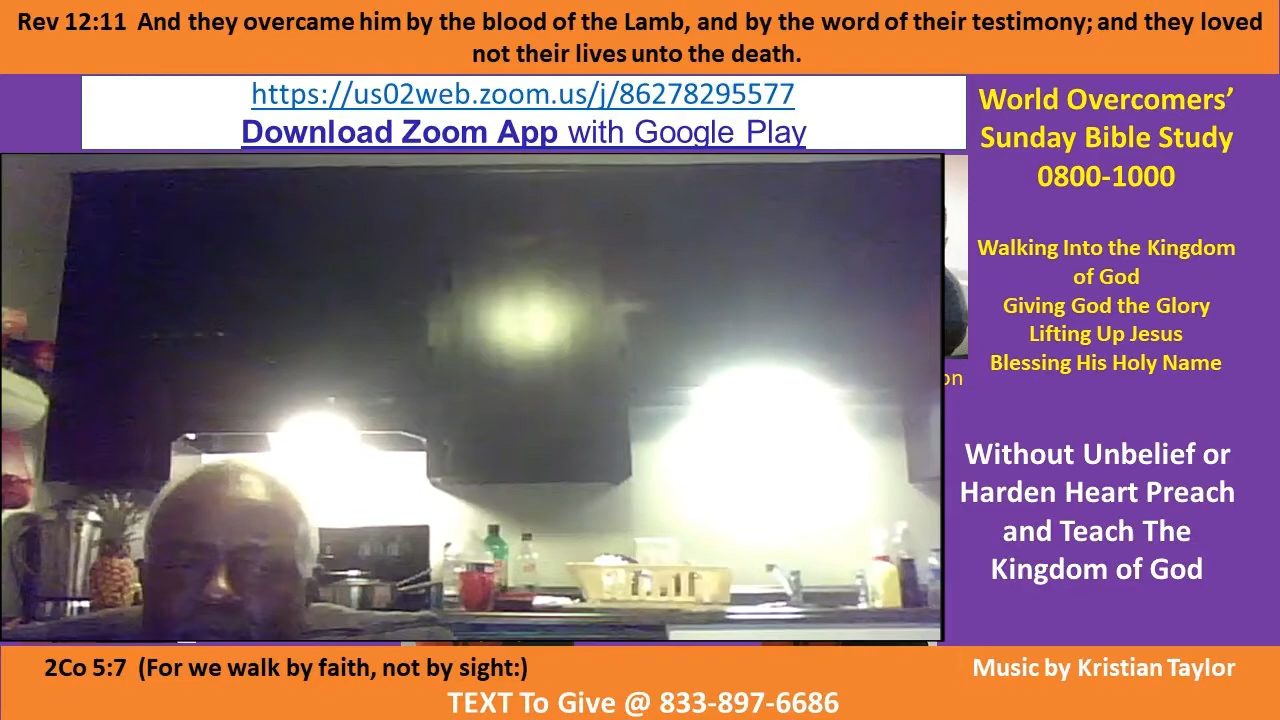 Rev 12:11  And they overcame him by the blood of the Lamb, and by the word of their testimony; and they loved
not their lives unto the death.
https://us02web.zoom.us/j/86278295577
Download Zoom App with Google Play
World Overcomers’
Sunday Bible Study
0800-1000
Walking Into the Kingdom
of God
Giving God the Glory
Lifting Up Jesus
Blessing His Holy Name
on
Without Unbelief or
Harden Heart Preach
and Teach The
Kingdom of God
2Co 5:7  (For we walk by faith, not by sight:)
Music by Kristian Taylor
TEXT To Give @ 833-897-6686